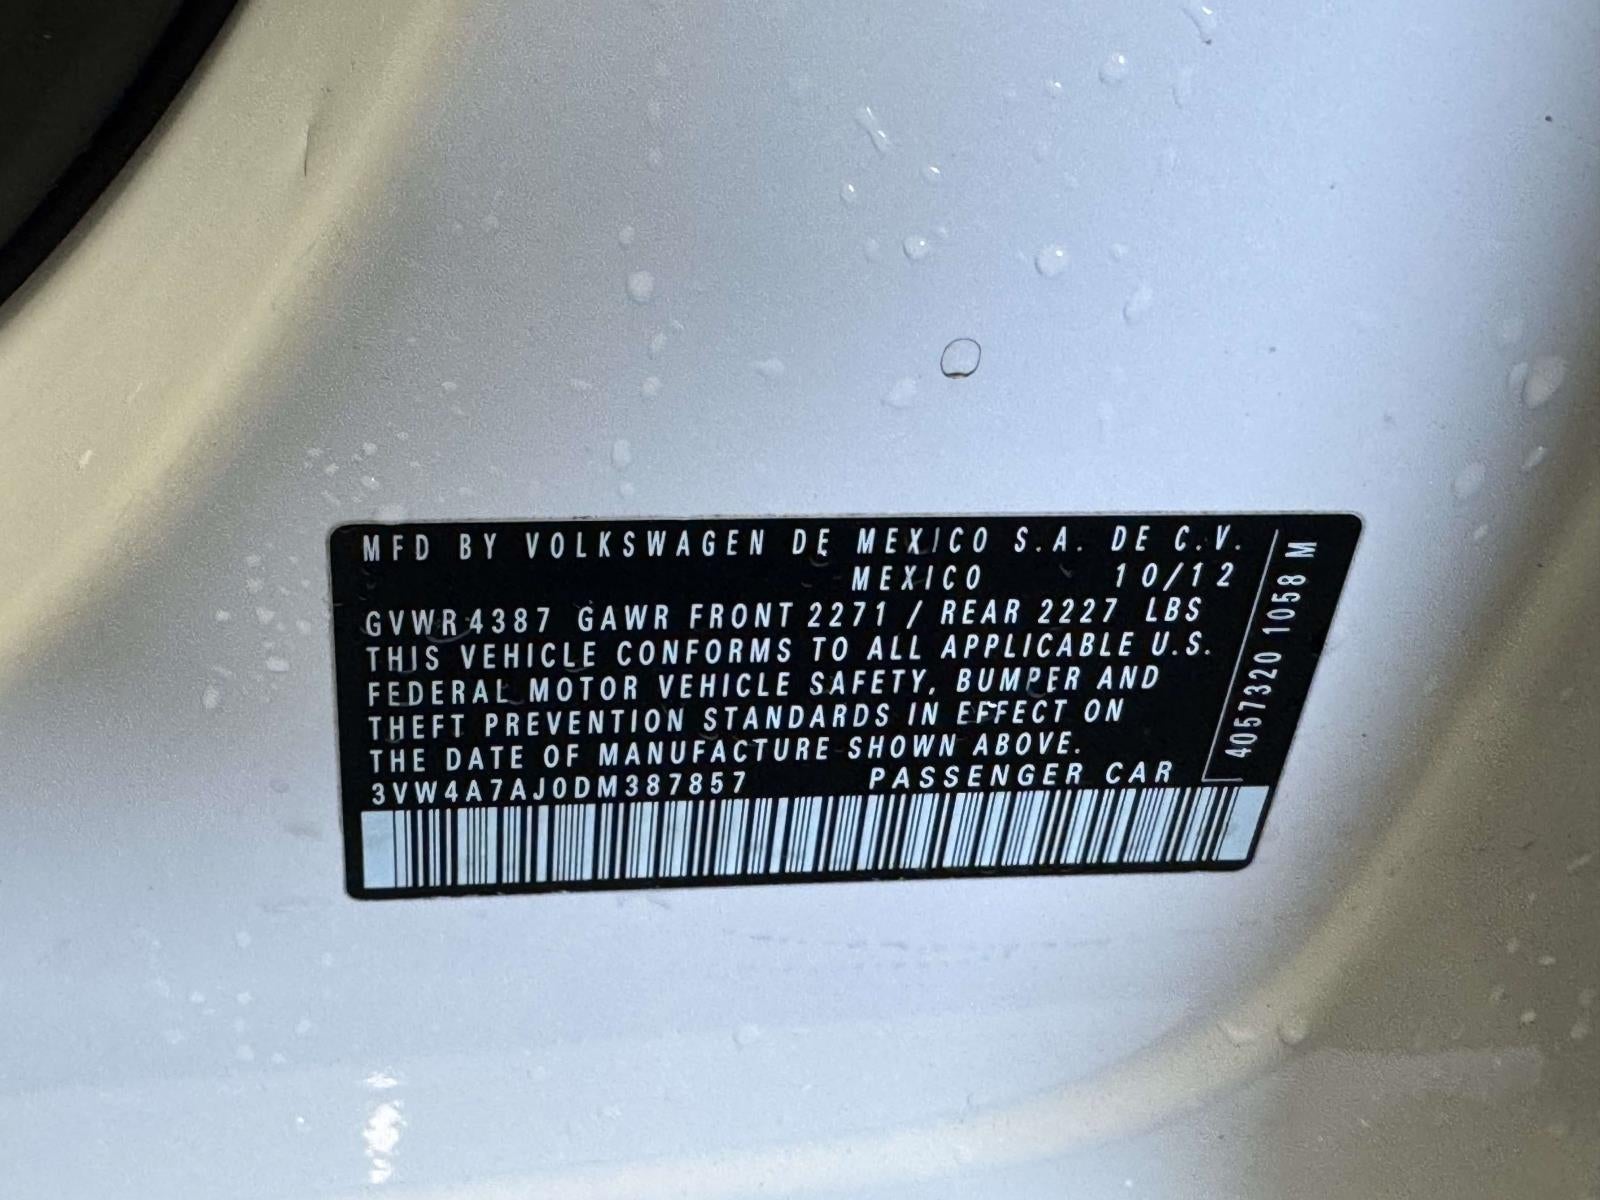 MFD BY VOLKSWAGEN DE MEXICO S.A. DE C.V.
MEXICO 10/12
GVWR 4387 GAWR FRONT 2271 / REAR 2227 LBS
THIS VEHICLE CONFORMS TO ALL APPLICABLE U.S.
FEDERAL MOTOR VEHICLE SAFETY, BUMPER AND
THEFT PREVENTION STANDARDS IN EFFECT ON
THE DATE OF MANUFACTURE SHOWN ABOVE.
3VW4A7AJ0DM387857 PASSENGER CAR
4057320 1058 M